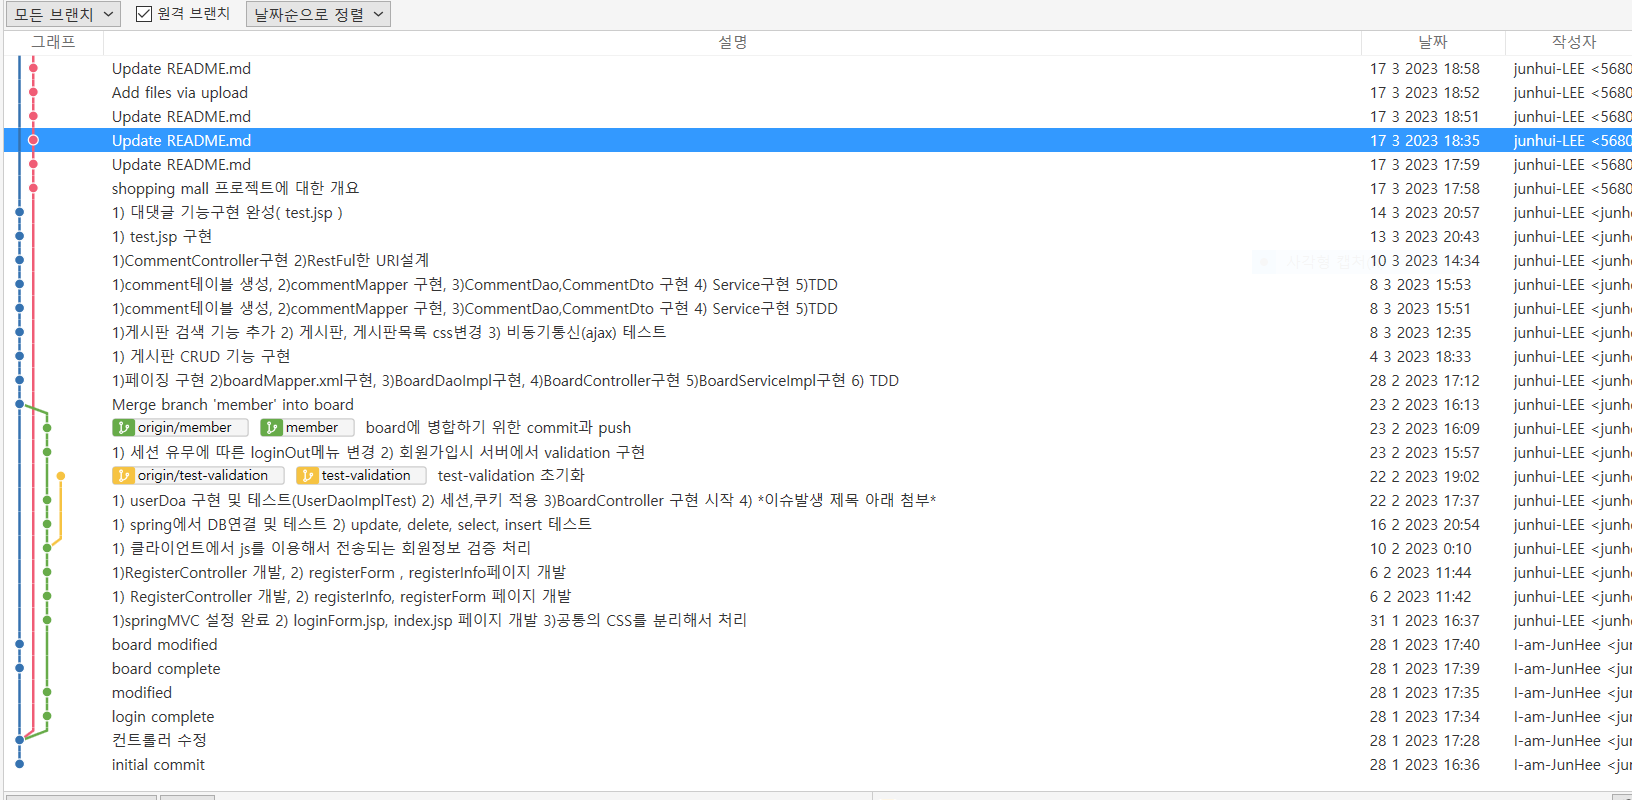 모든 브랜치 원격 브랜치 날짜순으로 정렬
그래프 설명 날짜 작성자
Update README.md 17 3 2023 18:58 junhui-LEE <5680
Add files via upload 17 3 2023 18:52 junhui-LEE <5680
Update README.md 17 3 2023 18:51 junhui-LEE <5680
Update README.md 17 3 2023 18:35 junhui-LEE <5680
Update README.md 17 3 2023 17:59 junhui-LEE <5680
shopping mall 프로젝트에 대한 개요 17 3 2023 17:58 junhui-LEE <5680
1) 대댓글 기능구현 완성( test.jsp ) 14 3 2023 20:57 junhui-LEE <junho
1) test.jsp 구현 13 3 2023 20:43 junhui-LEE <junho
1)CommentController구현 2)RestFul한 URI설계 10 3 2023 14:34 junhui-LEE <junho
1)comment테이블 생성, 2)commentMapper 구현, 3)CommentDao,CommentDto 구현 4) Service구현 5)TDD 8 3 2023 15:53 junhui-LEE <junho
1)comment테이블 생성, 2)commentMapper 구현, 3)CommentDao,CommentDto 구현 4) Service구현 5)TDD 8 3 2023 15:51 junhui-LEE <junho
1)게시판 검색 기능 추가 2) 게시판, 게시판목록 css변경 3) 비동기통신(ajax) 테스트 8 3 2023 12:35 junhui-LEE <junho
1) 게시판 CRUD 기능 구현 4 3 2023 18:33 junhui-LEE <junho
1)페이징 구현 2)boardMapper.xml구현, 3)BoardDaoImpl구현, 4)BoardController구현 5)BoardServiceImpl구현 6) TDD 28 2 2023 17:12 junhui-LEE <junho
Merge branch 'member' into board 23 2 2023 16:13 junhui-LEE <junho
origin/member member board에 병합하기 위한 commit과 push 23 2 2023 16:09 junhui-LEE <junho
1) 세션 유무에 따른 loginOut메뉴 변경 2) 회원가입시 서버에서 validation 구현 23 2 2023 15:57 junhui-LEE <junho
origin/test-validation test-validation test-validation 초기화 22 2 2023 19:02 junhui-LEE <junho
1) userDoa 구현 및 테스트(UserDaoImplTest) 2) 세션,쿠키 적용 3)BoardController 구현 시작 4) *이슈발생 제목 아래 첨부* 22 2 2023 17:37 junhui-LEE <junho
1) spring에서 DB연결 및 테스트 2) update, delete, select, insert 테스트 16 2 2023 20:54 junhui-LEE <junho
1) 클라이언트에서 js를 이용해서 전송되는 회원정보 검증 처리 10 2 2023 0:10 junhui-LEE <junho
1)RegisterController 개발, 2) registerForm , registerInfo페이지 개발 6 2 2023 11:44 junhui-LEE <junho
1) RegisterController 개발, 2) registerInfo, registerForm 페이지 개발 6 2 2023 11:42 junhui-LEE <junho
1)springMVC 설정 완료 2) loginForm.jsp, index.jsp 페이지 개발 3)공통의 CSS를 분리해서 처리 31 1 2023 16:37 junhui-LEE <junho
board modified 28 1 2023 17:40 I-am-JunHee <jun
board complete 28 1 2023 17:39 I-am-JunHee <jun
modified 28 1 2023 17:35 I-am-JunHee <jun
login complete 28 1 2023 17:34 I-am-JunHee <jun
컨트롤러 수정 28 1 2023 17:28 I-am-JunHee <jun
initial commit 28 1 2023 16:36 I-am-JunHee <jun